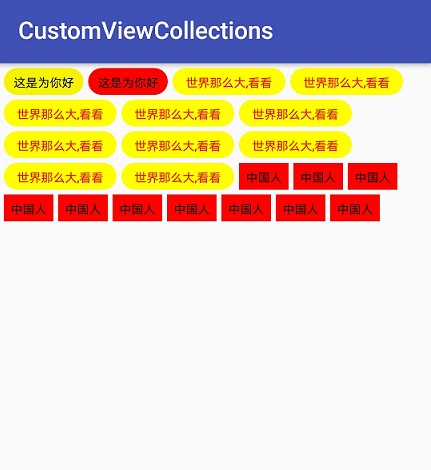 CustomViewCollections
这是为你好 这是为你好 世界那么大,看看 世界那么大,看看
世界那么大,看看 世界那么大,看看 世界那么大,看看
世界那么大,看看 世界那么大,看看 世界那么大,看看
世界那么大,看看 世界那么大,看看 中国人 中国人 中国人
中国人 中国人 中国人 中国人 中国人 中国人 中国人